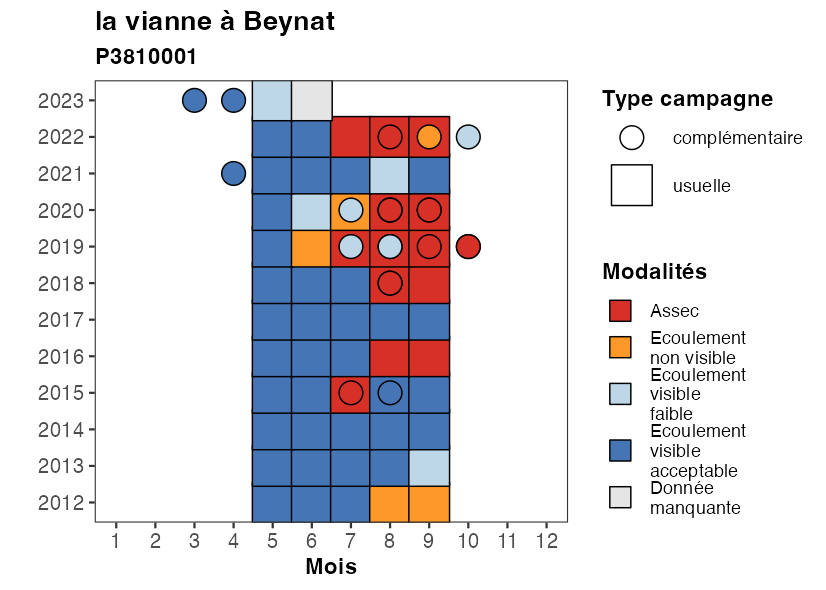 la vianne à Beynat
P3810001
2023
2022
2021
2020
2019
2018
2017
2016
2015
2014
2013
2012
1 2 3 4 5 6 7 8 9 10 11 12
Mois
Type campagne
complémentaire
usuelle
Modalités
Assec
Ecoulement
non visible
Ecoulement
visible
faible
Ecoulement
visible
acceptable
Donnée
manquante